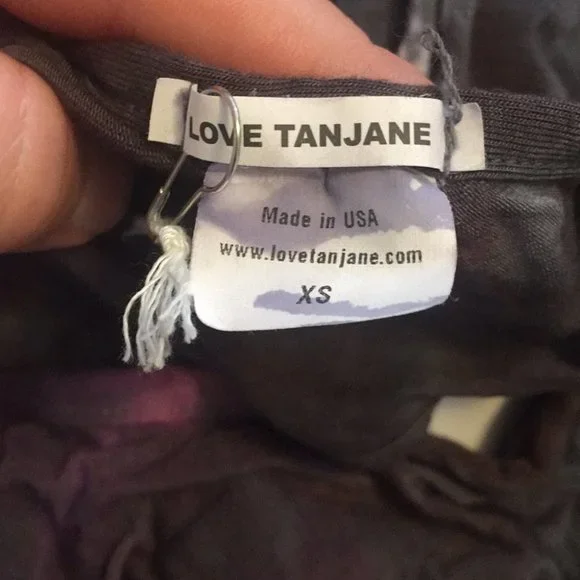 LOVE TANJANE
Made in USA
www.lovetanjane.com
XS